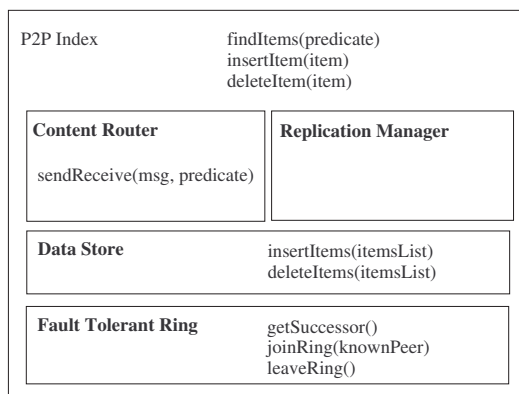 P2P Index findItems(predicate)
insertItem(item)
deleteItem(item)
Content Router
sendReceive(msg, predicate)
Replication Manager
Data Store insertItems(itemsList)
deleteItems(itemsList)
Fault Tolerant Ring getSuccessor()
joinRing(knownPeer)
leaveRing()